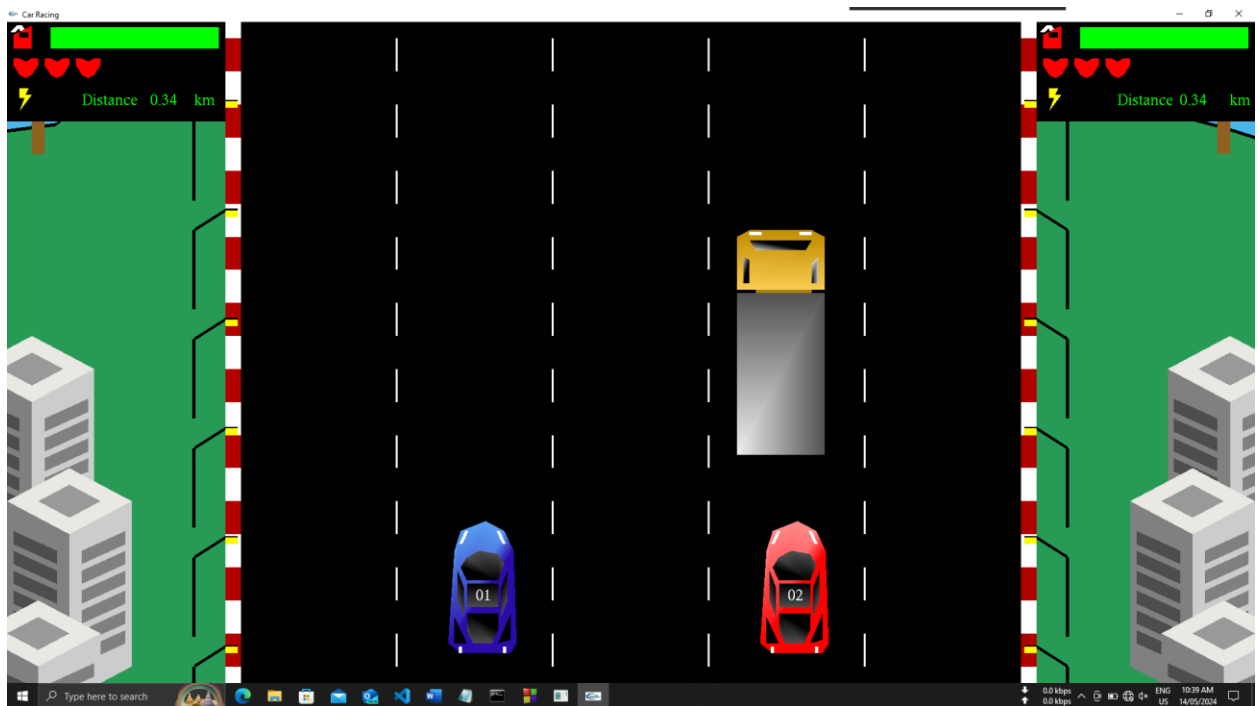 Car Racing
Distance 0.34 km
Distance 0.34 km
01
02
Type here to search
0.0 kbps
0.0 kbps
ENG
US
10:39 AM
14/05/2024